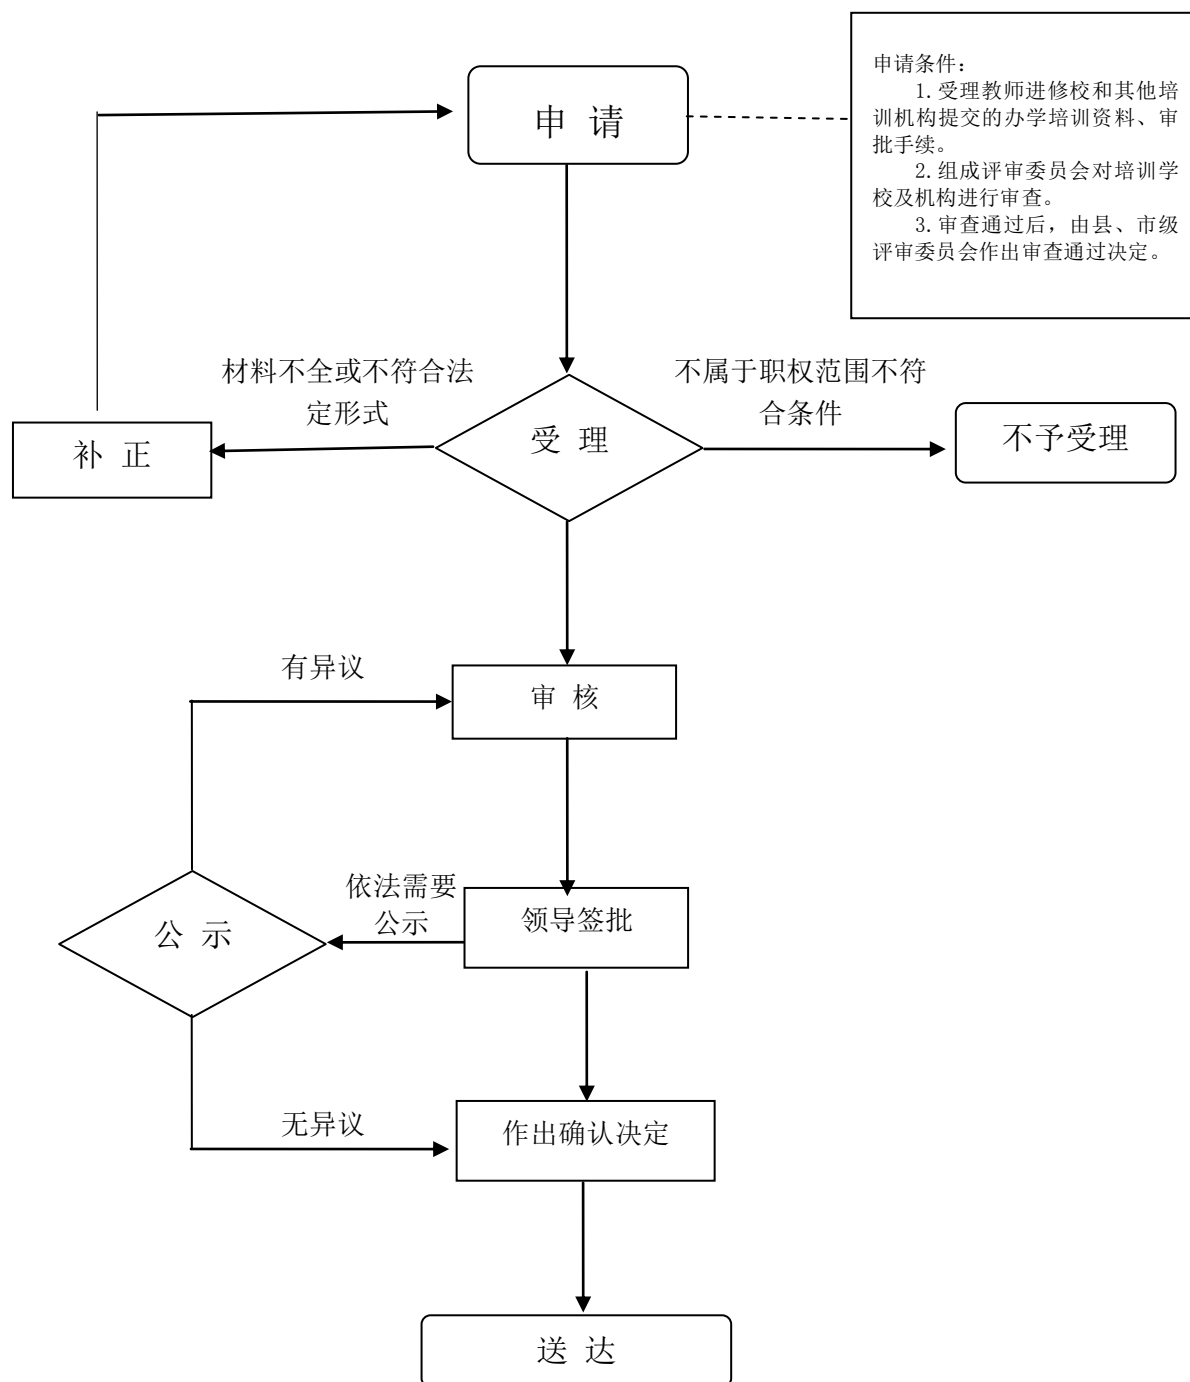 申请条件：
申 请
1.受理教师进修校和其他培
训机构提交的办学培训资料、审
批手续。
2.组成评审委员会对培训学
校及机构进行审查。
3.审查通过后，由县、市级
评审委员会作出审查通过决定。
材料不全或不符合法
定形式
不属于职权范围不符
合条件
补 正
受 理
不予受理
有异议
审 核
依法需要
公示
领导签批
公 示
无异议
作出确认决定
送 达